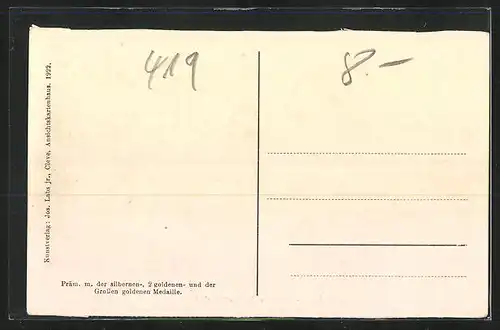 419
8.-
Kunstverlag: Jos. Labs jr., Cleve, Ansichtskartenhaus. 1922.
Präm. m. der silbernen-, 2 goldenen- und der
Großen goldenen Medaille.